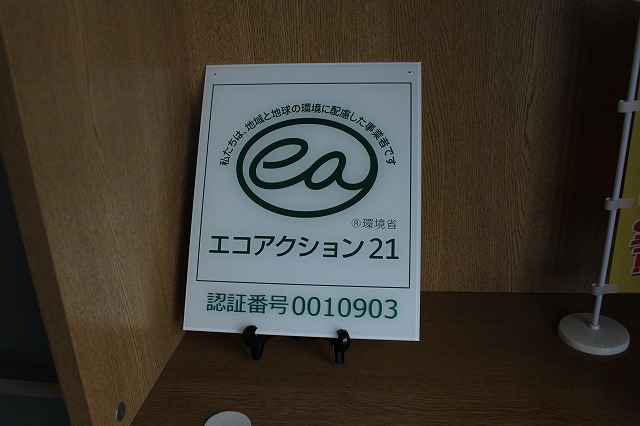 私たちは、地域と地球の環境に配慮した事業者です
ea
®環境省
エコアクション21
認証番号0010903